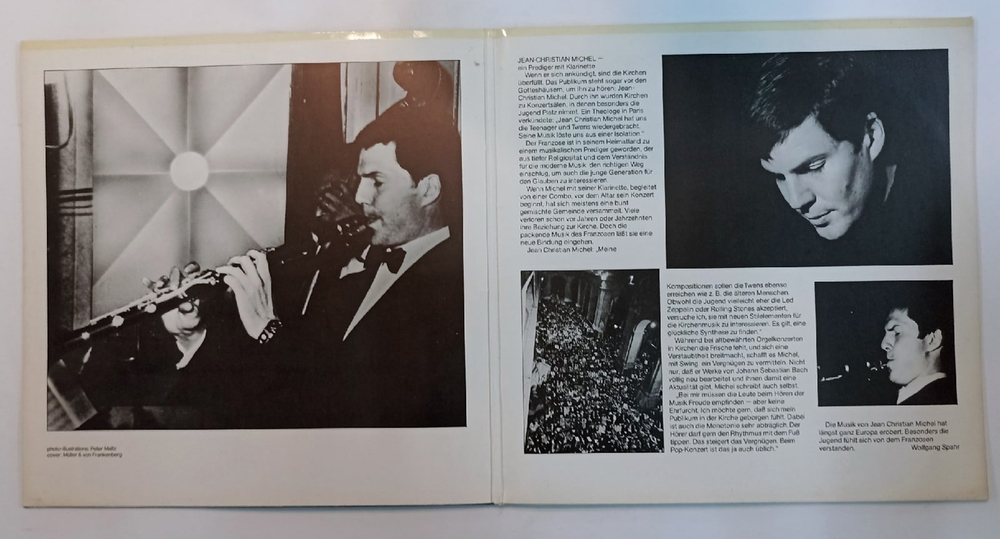 JEAN-CHRISTIAN MICHEL —
ein Prediger mit Klarinette
Wenn er sich ankündigt, sind die Kirchen
überfüllt. Das Publikum steht sogar vor den
Gotteshäusern, um ihn zu hören: Jean-
Christian Michel. Durch ihn wurden Kirchen
zu Konzertsälen, in denen besonders die
Jugend Platz nimmt. Ein Theologe in Paris
verkündete: „Jean Christian Michel hat uns
die Teenager und Twens wiedergebracht.
Seine Musik löste uns aus einer Isolation."
Der Franzose ist in seinem Heimatland zu
einem musikalischen Prediger geworden, der
aus tiefer Religiosität und dem Verständnis
für die moderne Musik den richtigen Weg
einschlug, um auch die junge Generation für
den Glauben zu interessieren.
Wenn Michel mit seiner Klarinette, begleitet
von einer Combo, vor dem Altar sein Konzert
beginnt, hat sich meistens eine bunt
gemischte Gemeinde versammelt. Viele
verloren schon vor Jahren oder Jahrzehnten
ihre Beziehung zur Kirche. Doch die
packende Musik des Franzosen läßt sie eine
neue Bindung eingehen.
Jean Christian Michel: „Meine
Kompositionen sollen die Twens ebenso
erreichen wie z. B. die älteren Menschen.
Obwohl die Jugend vielleicht eher die Led
Zeppelin oder Rolling Stones akzeptiert,
versuche ich, sie mit neuen Stilelementen für
die Kirchenmusik zu interessieren. Es gilt, eine
glückliche Synthese zu finden."
Während bei altbewährten Orgelkonzerten
in Kirchen die Frische fehlt, und sich eine
Verstaubtheit breitmacht, schafft es Michel,
mit Swing ein Vergnügen zu vermitteln. Nicht
nur, daß er Werke von Johann Sebastian Bach
völlig neu bearbeitet und ihnen damit eine
Aktualität gibt, Michel schreibt auch selbst.
„Bei mir müssen die Leute beim Hören der
Musik Freude empfinden — aber keine
Ehrfurcht. Ich möchte gern, daß sich mein
Publikum in der Kirche geborgen fühlt. Dabei
ist auch die Monotonie sehr abträglich. Der
Hörer darf gern den Rhythmus mit dem Fuß
tippen. Das steigert das Vergnügen. Beim
Pop-Konzert ist das ja auch üblich."
Die Musik von Jean Christian Michel hat
längst ganz Europa erobert. Besonders die
Jugend fühlt sich von dem Franzosen
verstanden. Wolfgang Spahr
photo-illustrations: Peter Matz
cover: Müller & von Frankenberg